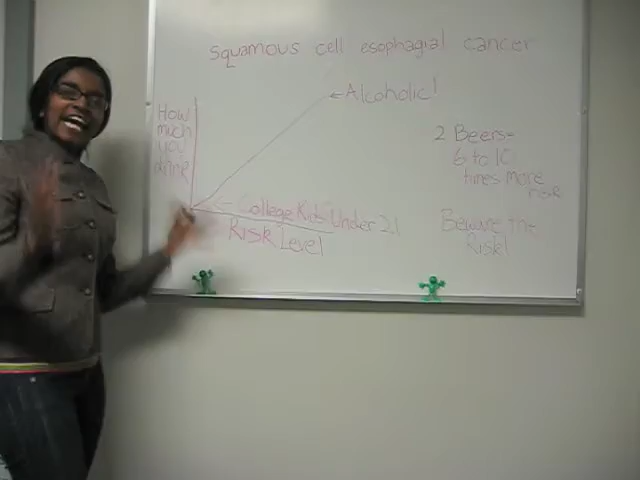 Squamous cell esophagial cancer
How
much
you
drink
← Alcoholic!
← College Kids Under 21
Risk Level
2 Beers=
6 to 10
times more
risk
Beware the
Risk!